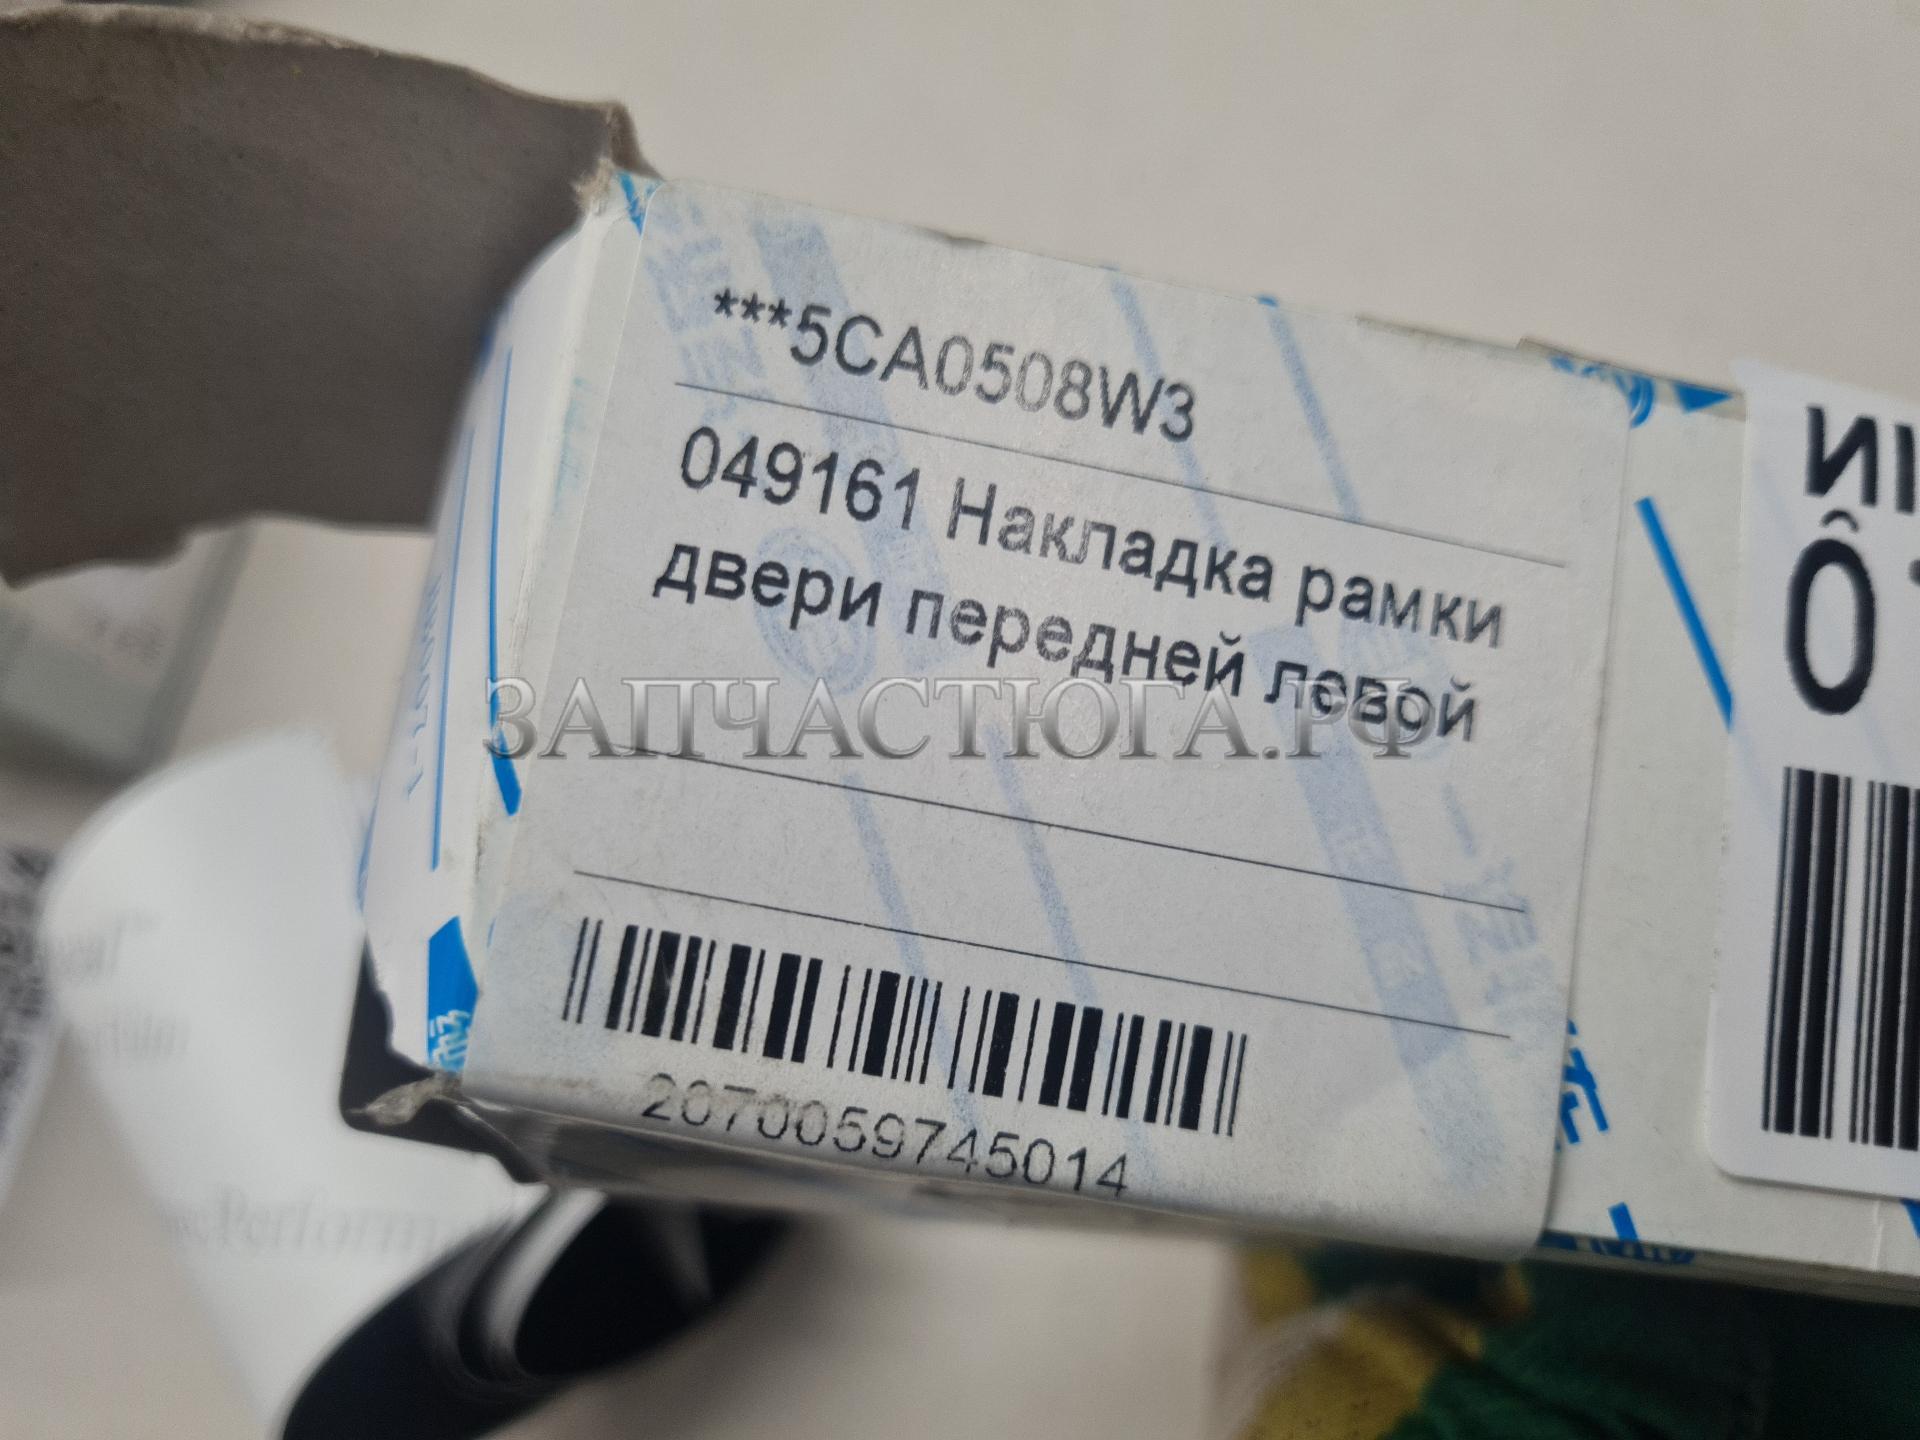 ***5CA0508W3
049161 Накладка рамки
двери передней левой
ЗАПЧАСТЮГА.РФ
2070059745014